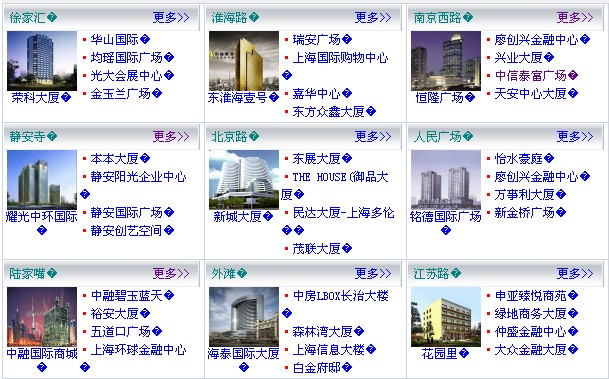 徐家汇� 更多>>
华山国际�
均瑶国际广场�
光大会展中心�
金玉兰广场�
荣科大厦�
淮海路� 更多>>
瑞安广场�
上海国际购物中心
�
嘉华中心�
东方众鑫大厦�
东淮海壹号�
南京西路� 更多>>
廖创兴金融中心�
兴业大厦�
中信泰富广场�
天安中心大厦�
恒隆广场�
静安寺� 更多>>
本本大厦�
静安阳光企业中心
�
静安国际广场�
静安创艺空间�
耀光中环国际
�
北京路� 更多>>
东展大厦�
THE HOUSE(御品大
厦�
民达大厦-上海多伦
��
茂联大厦�
新城大厦�
人民广场� 更多>>
怡水豪庭�
廖创兴金融中心�
万事利大厦�
新金桥广场�
铭德国际广场
�
陆家嘴� 更多>>
中融碧玉蓝天�
裕安大厦�
五道口广场�
上海环球金融中心
�
中融国际商城
�
外滩� 更多>>
中房LBOX长治大楼
�
森林湾大厦�
上海信息大楼�
白金府邸�
海泰国际大厦
�
江苏路� 更多>>
申亚臻悦商苑�
绿地商务大厦�
仲盛金融中心�
大众金融大厦�
花园里�